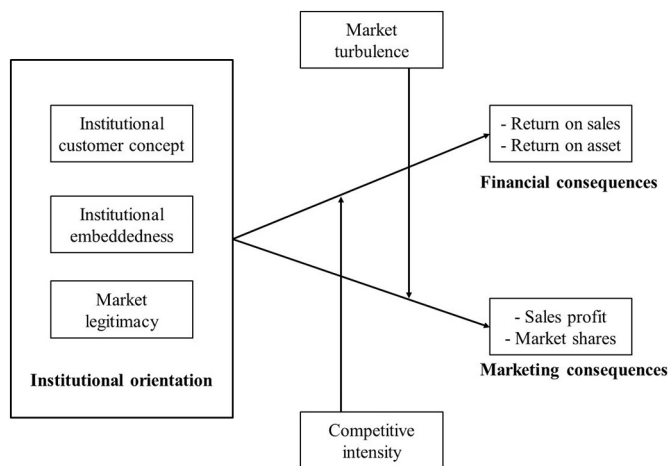 Market
turbulence
Institutional
customer concept
Institutional
embeddedness
Market
legitimacy
Institutional orientation
- Return on sales
- Return on asset
Financial consequences
- Sales profit
- Market shares
Marketing consequences
Competitive
intensity